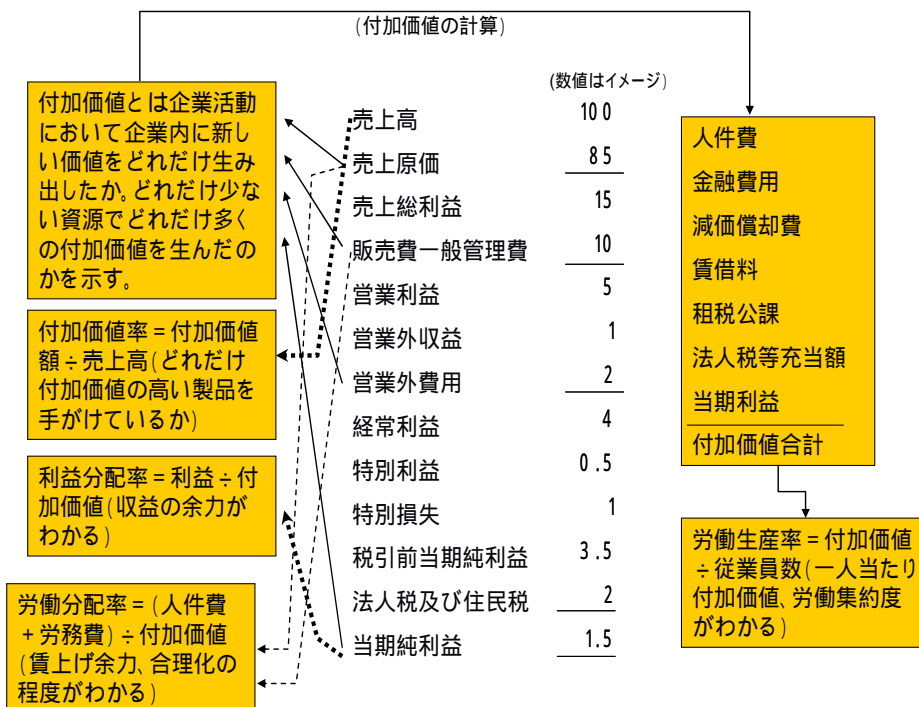 (付加価値の計算)
(数値はイメージ)
付加価値とは企業活動
において企業内に新し
い価値をどれだけ生み
出したか。どれだけ少な
い資源でどれだけ多く
の付加価値を生んだの
かを示す。
付加価値率=付加価値
額÷売上高(どれだけ
付加価値の高い製品を
手がけているか)
利益分配率=利益÷付
加価値(収益の余力が
わかる)
労働分配率=(人件費
+労務費)÷付加価値
(賃上げ余力、合理化の
程度がわかる)
売上高 100
売上原価 85
売上総利益 15
販売費一般管理費 10
営業利益 5
営業外収益 1
営業外費用 2
経常利益 4
特別利益 0.5
特別損失 1
税引前当期純利益 3.5
法人税及び住民税 2
当期純利益 1.5
人件費
金融費用
減価償却費
賃借料
租税公課
法人税等充当額
当期利益
付加価値合計
労働生産率=付加価値
÷従業員数(一人当たり
付加価値、労働集約度
がわかる)